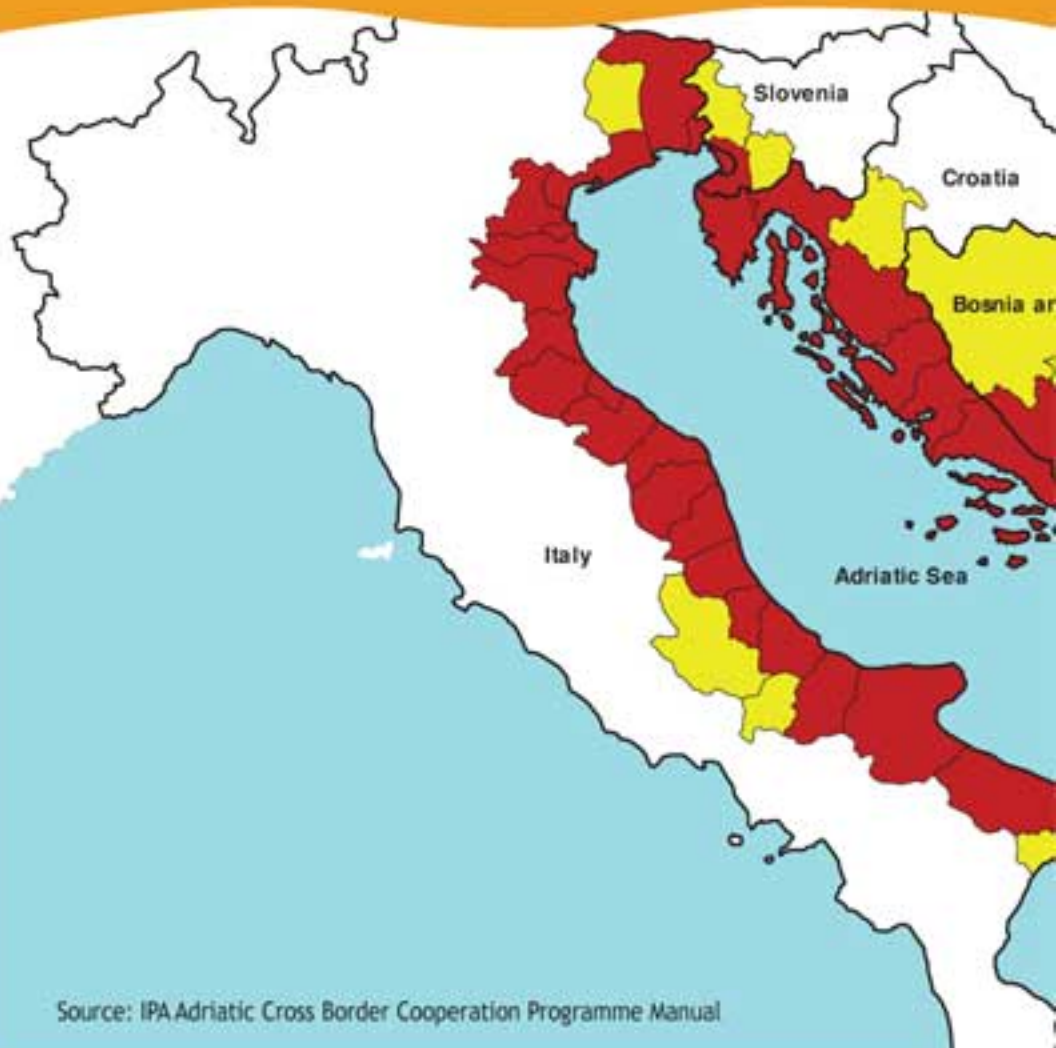 Slovenia
Croatia
Bosnia ar
Italy
Adriatic Sea
Source: IPA Adriatic Cross Border Cooperation Programme Manual